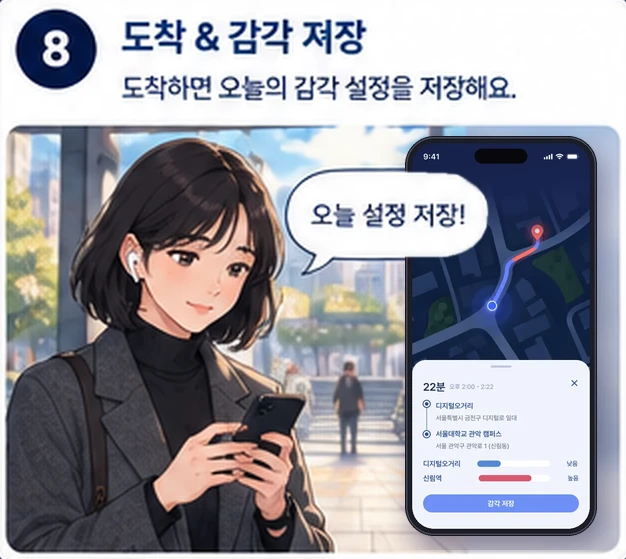 8
도착 & 감각 져장
도착하면 오늘의 감각 설정을 저장해요.
오늘 설정 저장!
9:41
22분 오후 2:00 - 2:22
디지털오거리
서울특별시 금천구 디지털로 일대
서울대학교 관악 캠퍼스
서울 관악구 관악로 1 (신림동)
디지털오거리 낮음
신림역 높음
감각 저장